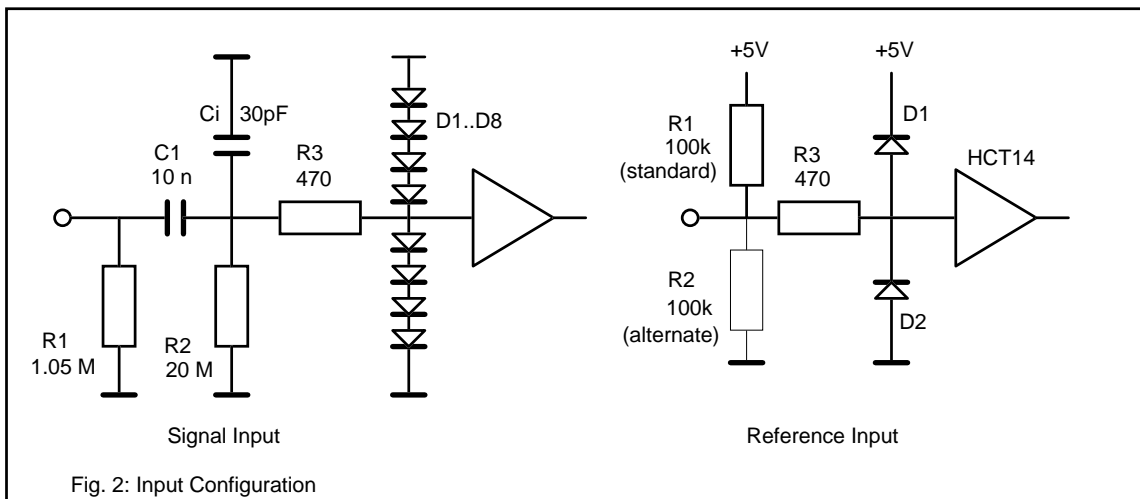 +5V
+5V
Ci 30pF
D1..D8
D1
C1
10 n
R3
470
R1
100k
(standard)
R3
470
HCT14
R1
1.05 M
R2
20 M
R2
100k
(alternate)
D2
Signal Input
Reference Input
Fig. 2: Input Configuration